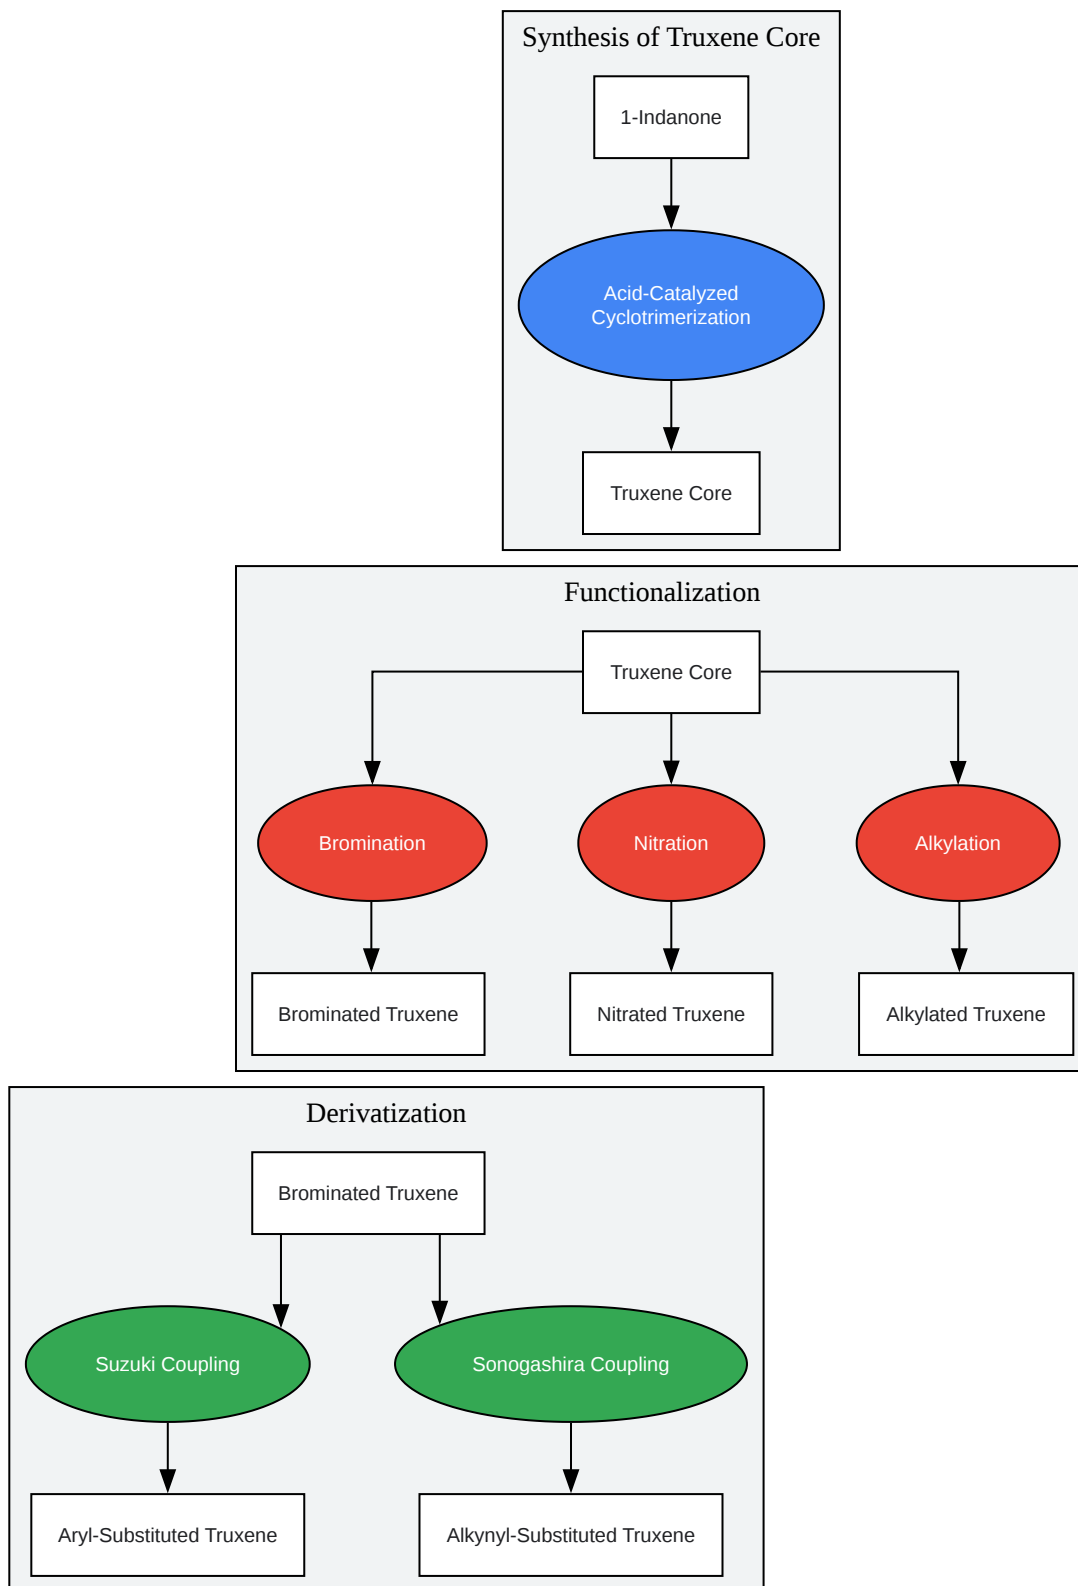 Synthesis of Truxene Core
1-Indanone
Acid-Catalyzed
Cyclotrimerization
Truxene Core
Functionalization
Truxene Core
Bromination
Nitration
Alkylation
Brominated Truxene
Nitrated Truxene
Alkylated Truxene
Derivatization
Brominated Truxene
Suzuki Coupling
Sonogashira Coupling
Aryl-Substituted Truxene
Alkynyl-Substituted Truxene